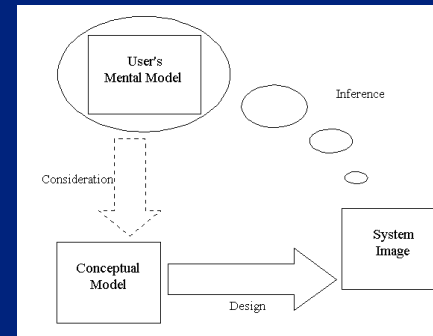 User's
Mental Model
Inference
Consideration
System
Image
Conceptual
Model
Design